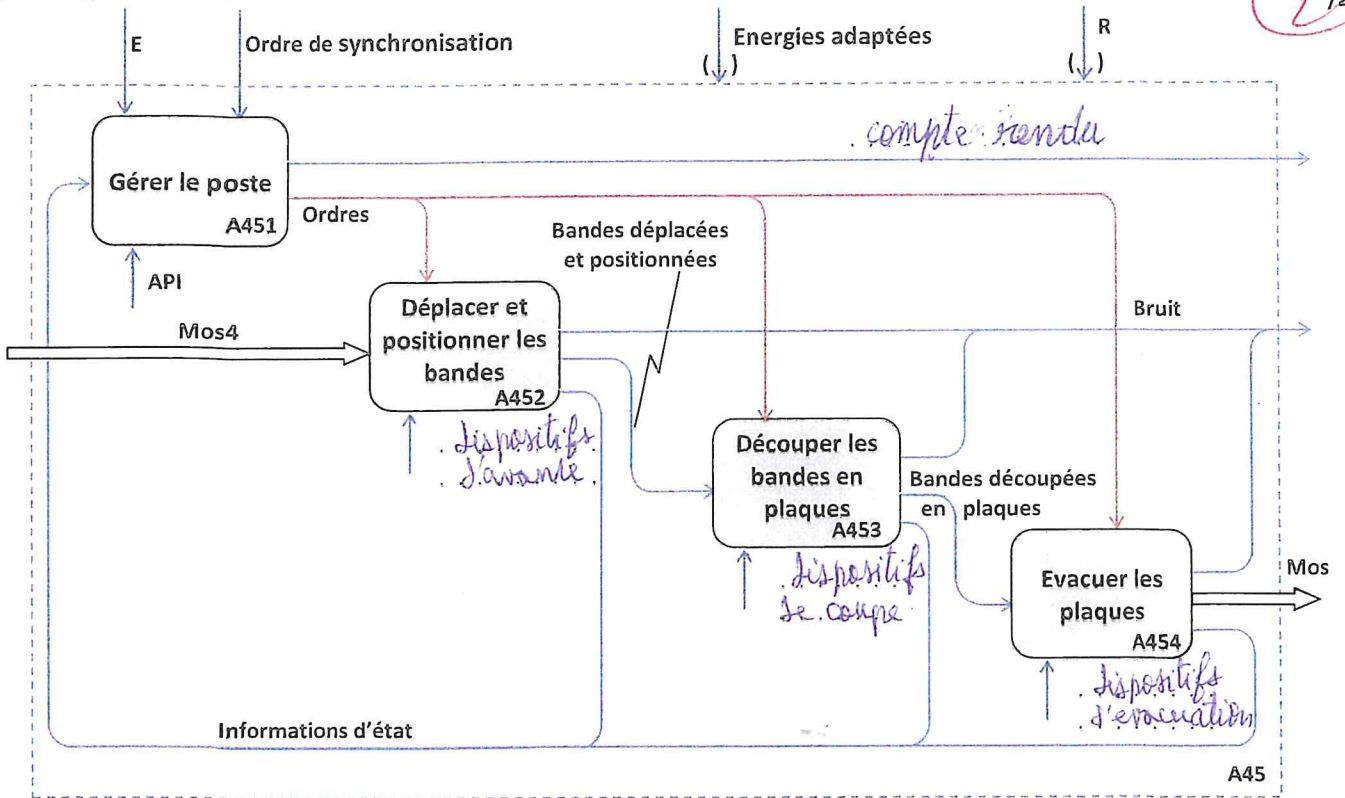 E
Ordre de synchronisation
Energies adaptées
( )
R
( )
compte rendu
Gérer le poste
A451
Ordres
API
Bandes déplacées
et positionnées
Mos4
Déplacer et
positionner les
bandes
A452
Bruit
dispositifs
d'avance
Découper les
bandes en
plaques
A453
Bandes découpées
en plaques
dispositifs
de coupe
Evacuer les
plaques
A454
Mos
dispositifs
d'evacuation
Informations d'état
A45